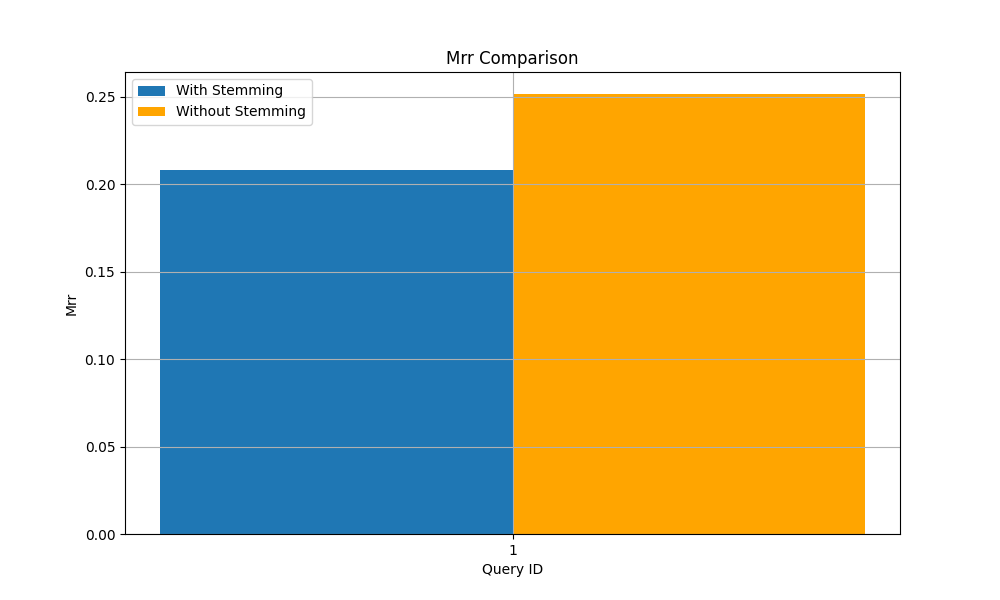 Mrr Comparison
With Stemming
Without Stemming
0.25
0.20
0.15
0.10
0.05
0.00
Mrr
1
Query ID